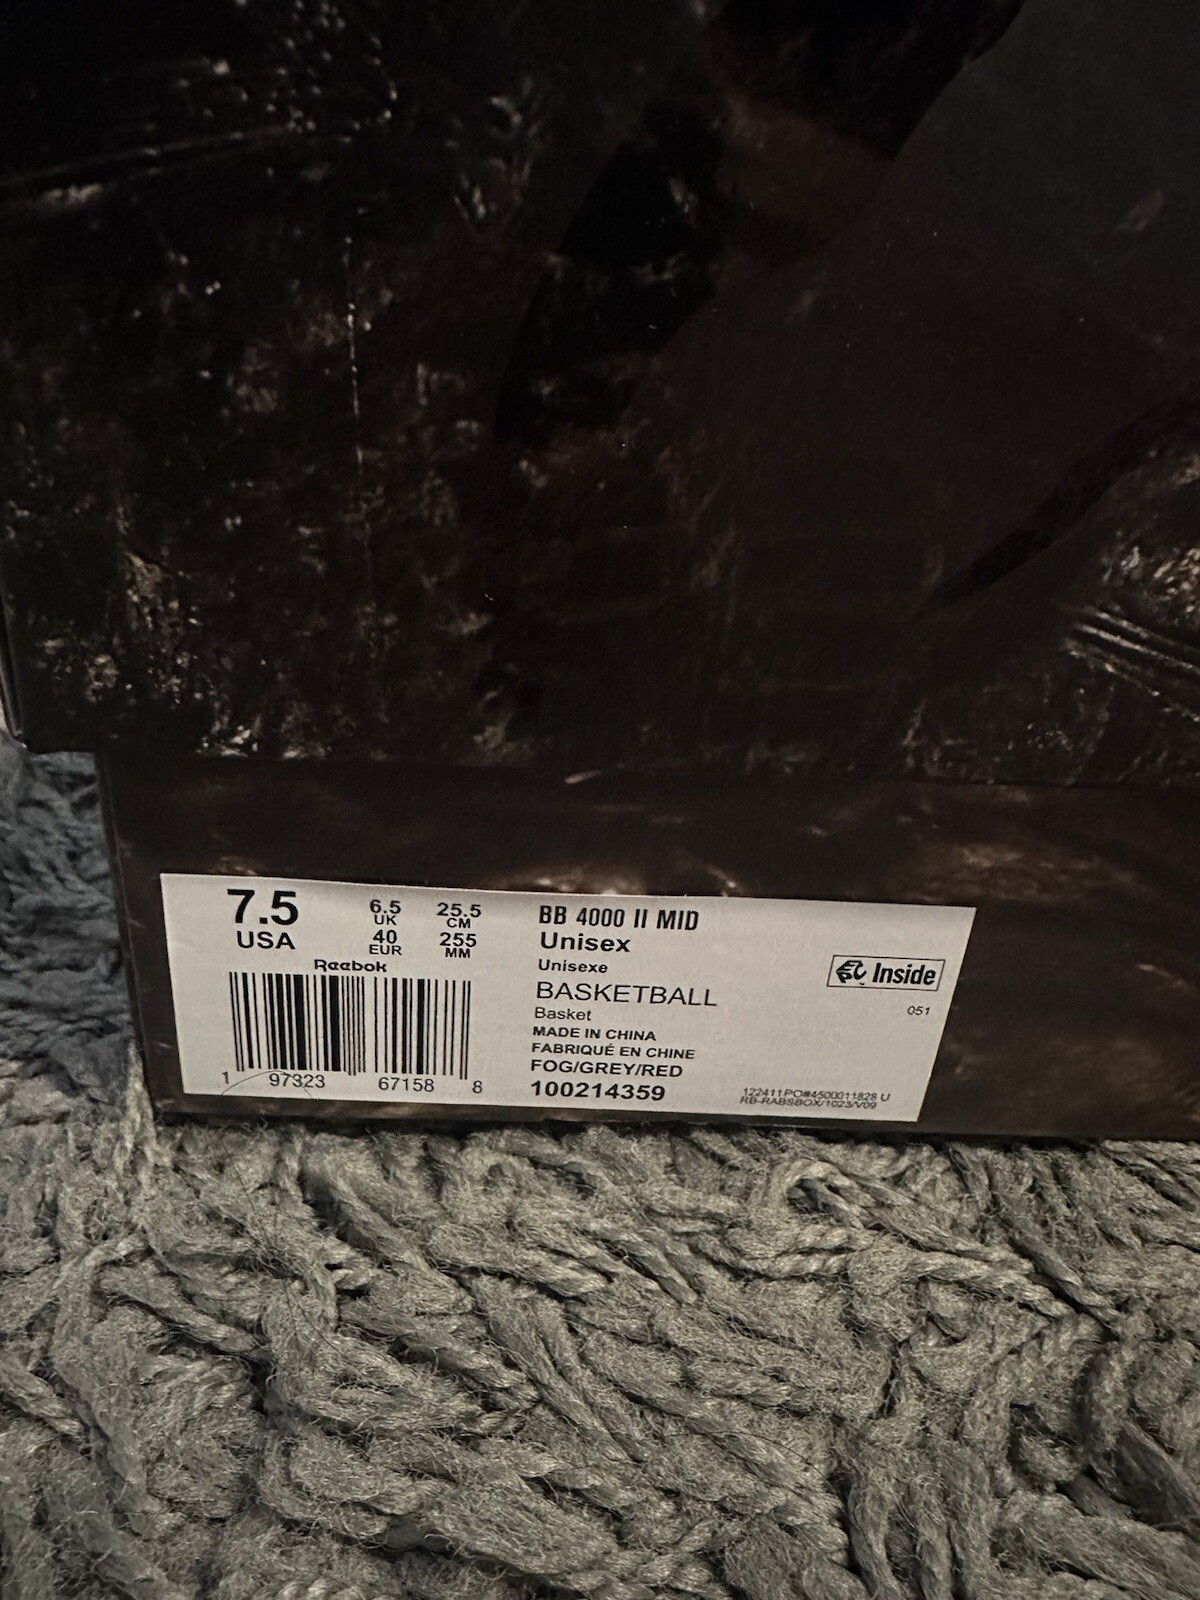 7.5
USA
6.5
UK
40
EUR
25.5
CM
255
MM
Reebok
1 97323 67158 8
BB 4000 II MID
Unisex
Unisexe
BASKETBALL
Basket
MADE IN CHINA
FABRIQUÉ EN CHINE
FOG/GREY/RED
100214359
Inside
051
122411PO#4500011828 U
RB-RABSBOX/1023/V09